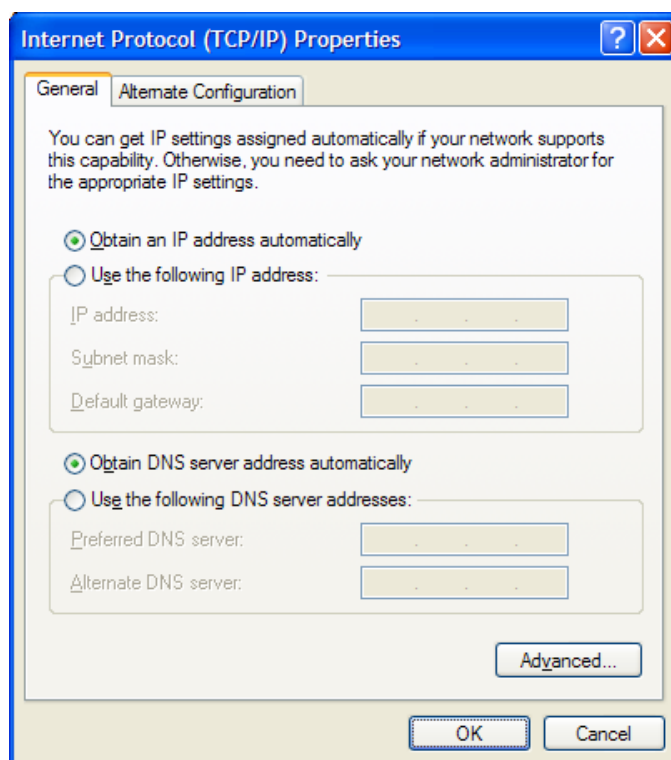 Internet Protocol (TCP/IP) Properties
General
Alternate Configuration
You can get IP settings assigned automatically if your network supports
this capability. Otherwise, you need to ask your network administrator for
the appropriate IP settings.
Obtain an IP address automatically
Use the following IP address:
IP address:
Subnet mask:
Default gateway:
Obtain DNS server address automatically
Use the following DNS server addresses:
Preferred DNS server:
Alternate DNS server:
Advanced...
OK
Cancel